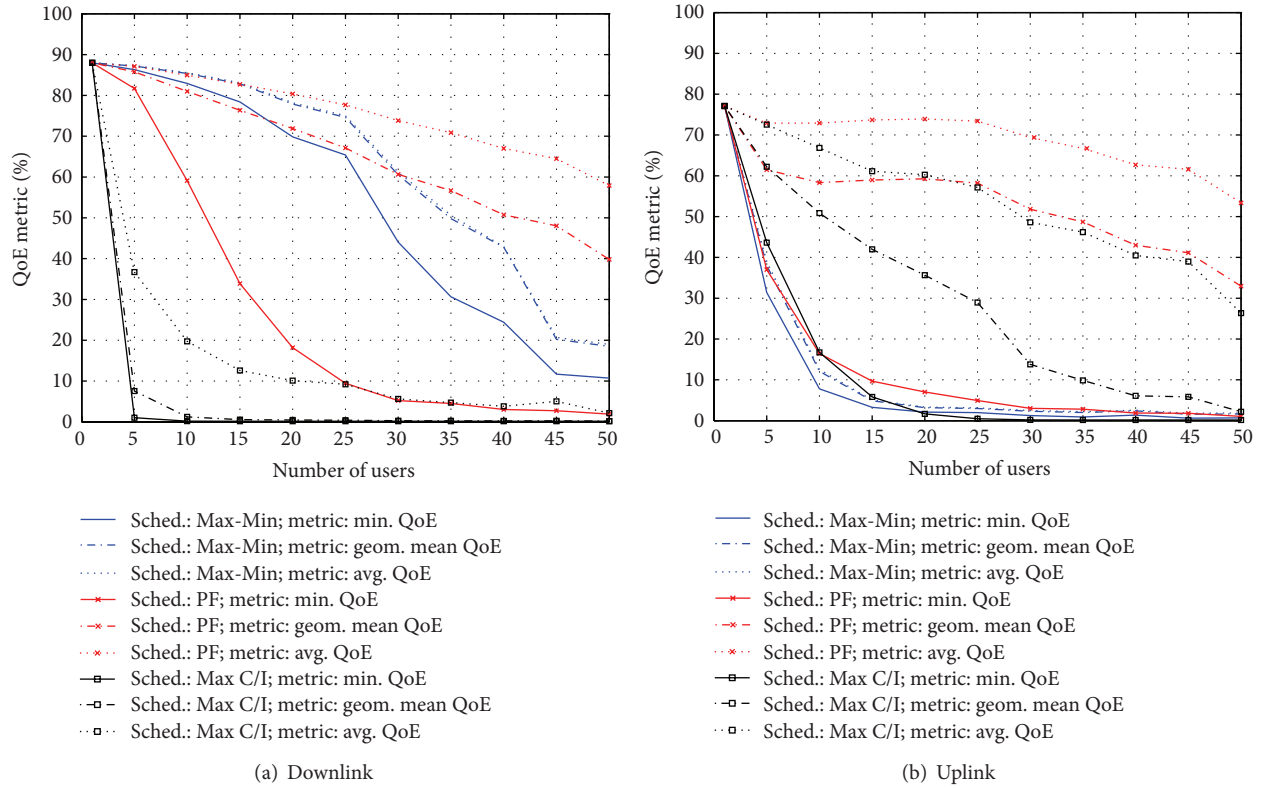 100
90
80
70
60
50
40
30
20
10
0
QoE metric (%)
0 5 10 15 20 25 30 35 40 45 50
Number of users
Sched.: Max-Min; metric: min. QoE
Sched.: Max-Min; metric: geom. mean QoE
Sched.: Max-Min; metric: avg. QoE
Sched.: PF; metric: min. QoE
Sched.: PF; metric: geom. mean QoE
Sched.: PF; metric: avg. QoE
Sched.: Max C/I; metric: min. QoE
Sched.: Max C/I; metric: geom. mean QoE
Sched.: Max C/I; metric: avg. QoE
(a) Downlink
100
90
80
70
60
50
40
30
20
10
0
QoE metric (%)
0 5 10 15 20 25 30 35 40 45 50
Number of users
Sched.: Max-Min; metric: min. QoE
Sched.: Max-Min; metric: geom. mean QoE
Sched.: Max-Min; metric: avg. QoE
Sched.: PF; metric: min. QoE
Sched.: PF; metric: geom. mean QoE
Sched.: PF; metric: avg. QoE
Sched.: Max C/I; metric: min. QoE
Sched.: Max C/I; metric: geom. mean QoE
Sched.: Max C/I; metric: avg. QoE
(b) Uplink